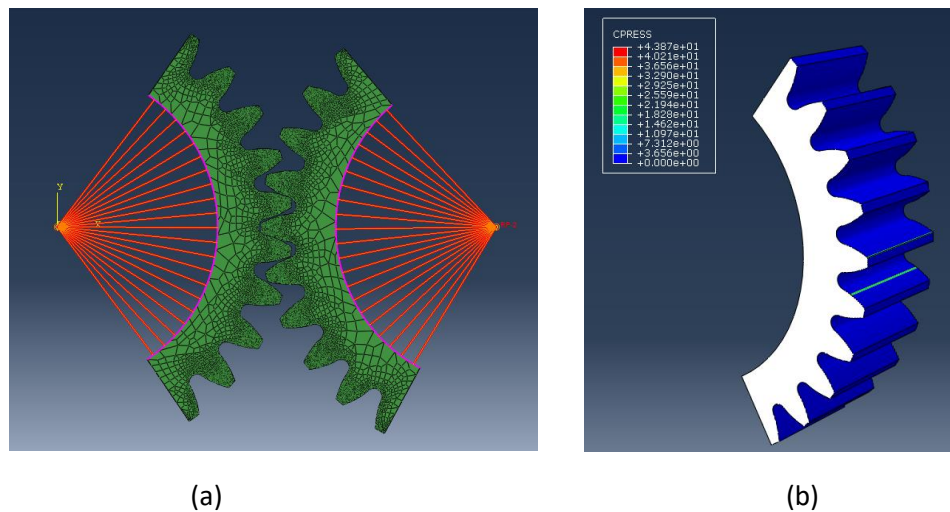 Y
CPRESS
+4.387e+01
+4.021e+01
+3.656e+01
+3.290e+01
+2.925e+01
+2.559e+01
+2.194e+01
+1.828e+01
+1.462e+01
+1.097e+01
+7.312e+00
+3.656e+00
+0.000e+00
(a)
(b)